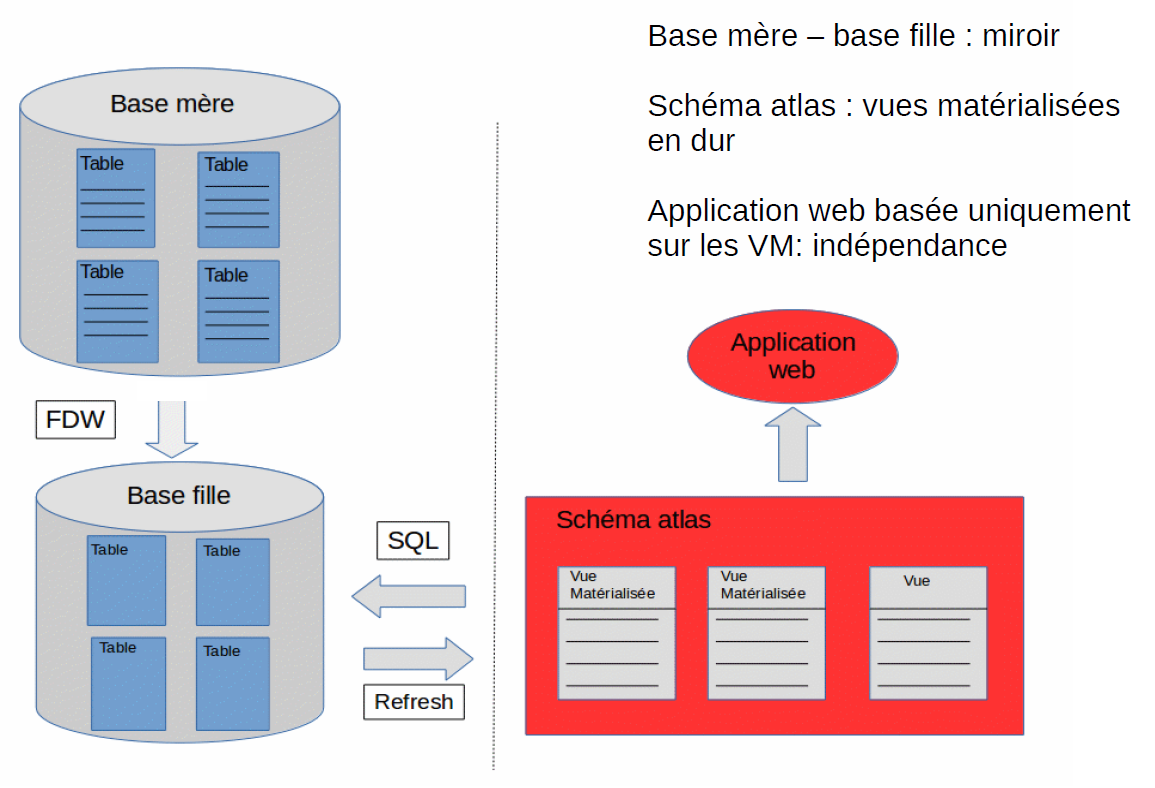 Base mère – base fille : miroir
Schéma atlas : vues matérialisées
en dur
Application web basée uniquement
sur les VM: indépendance
Base mère
Table
Table
Table
Table
FDW
Base fille
Table
Table
Table
Table
SQL
Refresh
Application
web
Schéma atlas
Vue
Matérialisée
Vue
Matérialisée
Vue